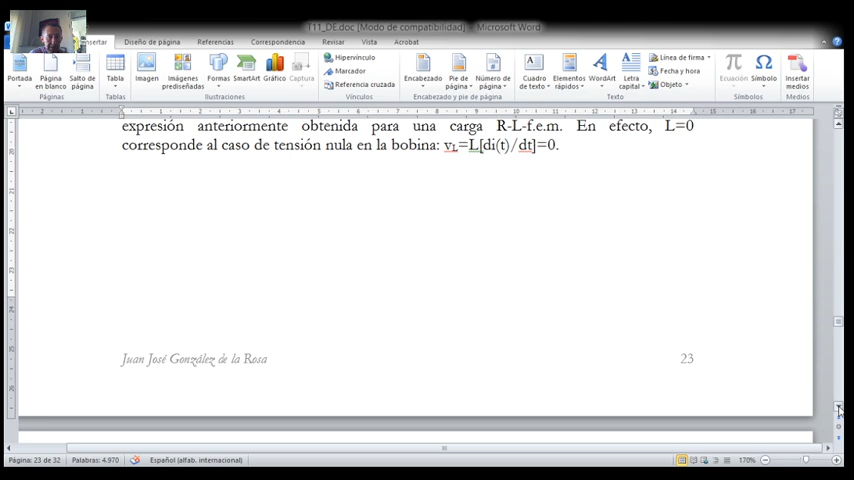 T11_DE.doc [Modo de compatibilidad] - Microsoft Word
Insertar Diseño de página Referencias Correspondencia Revisar Vista Acrobat
Portada Página en blanco Salto de página Tabla Imagen Imágenes prediseñadas Formas SmartArt Gráfico Captura Hipervínculo Marcador Referencia cruzada Encabezado Pie de página Número de página Cuadro de texto Elementos rápidos WordArt Letra capital Línea de firma Fecha y hora Objeto Ecuación Símbolo Insertar medios
Páginas Tablas Ilustraciones Vínculos Encabezado y pie de página Texto Símbolos Medios
expresión anteriormente obtenida para una carga R-L-f.e.m. En efecto, L=0
corresponde al caso de tensión nula en la bobina: vL=L[di(t)/dt]=0.
Juan José González de la Rosa 23
Página: 23 de 32 Palabras: 4.970 Español (alfab. internacional) 170%